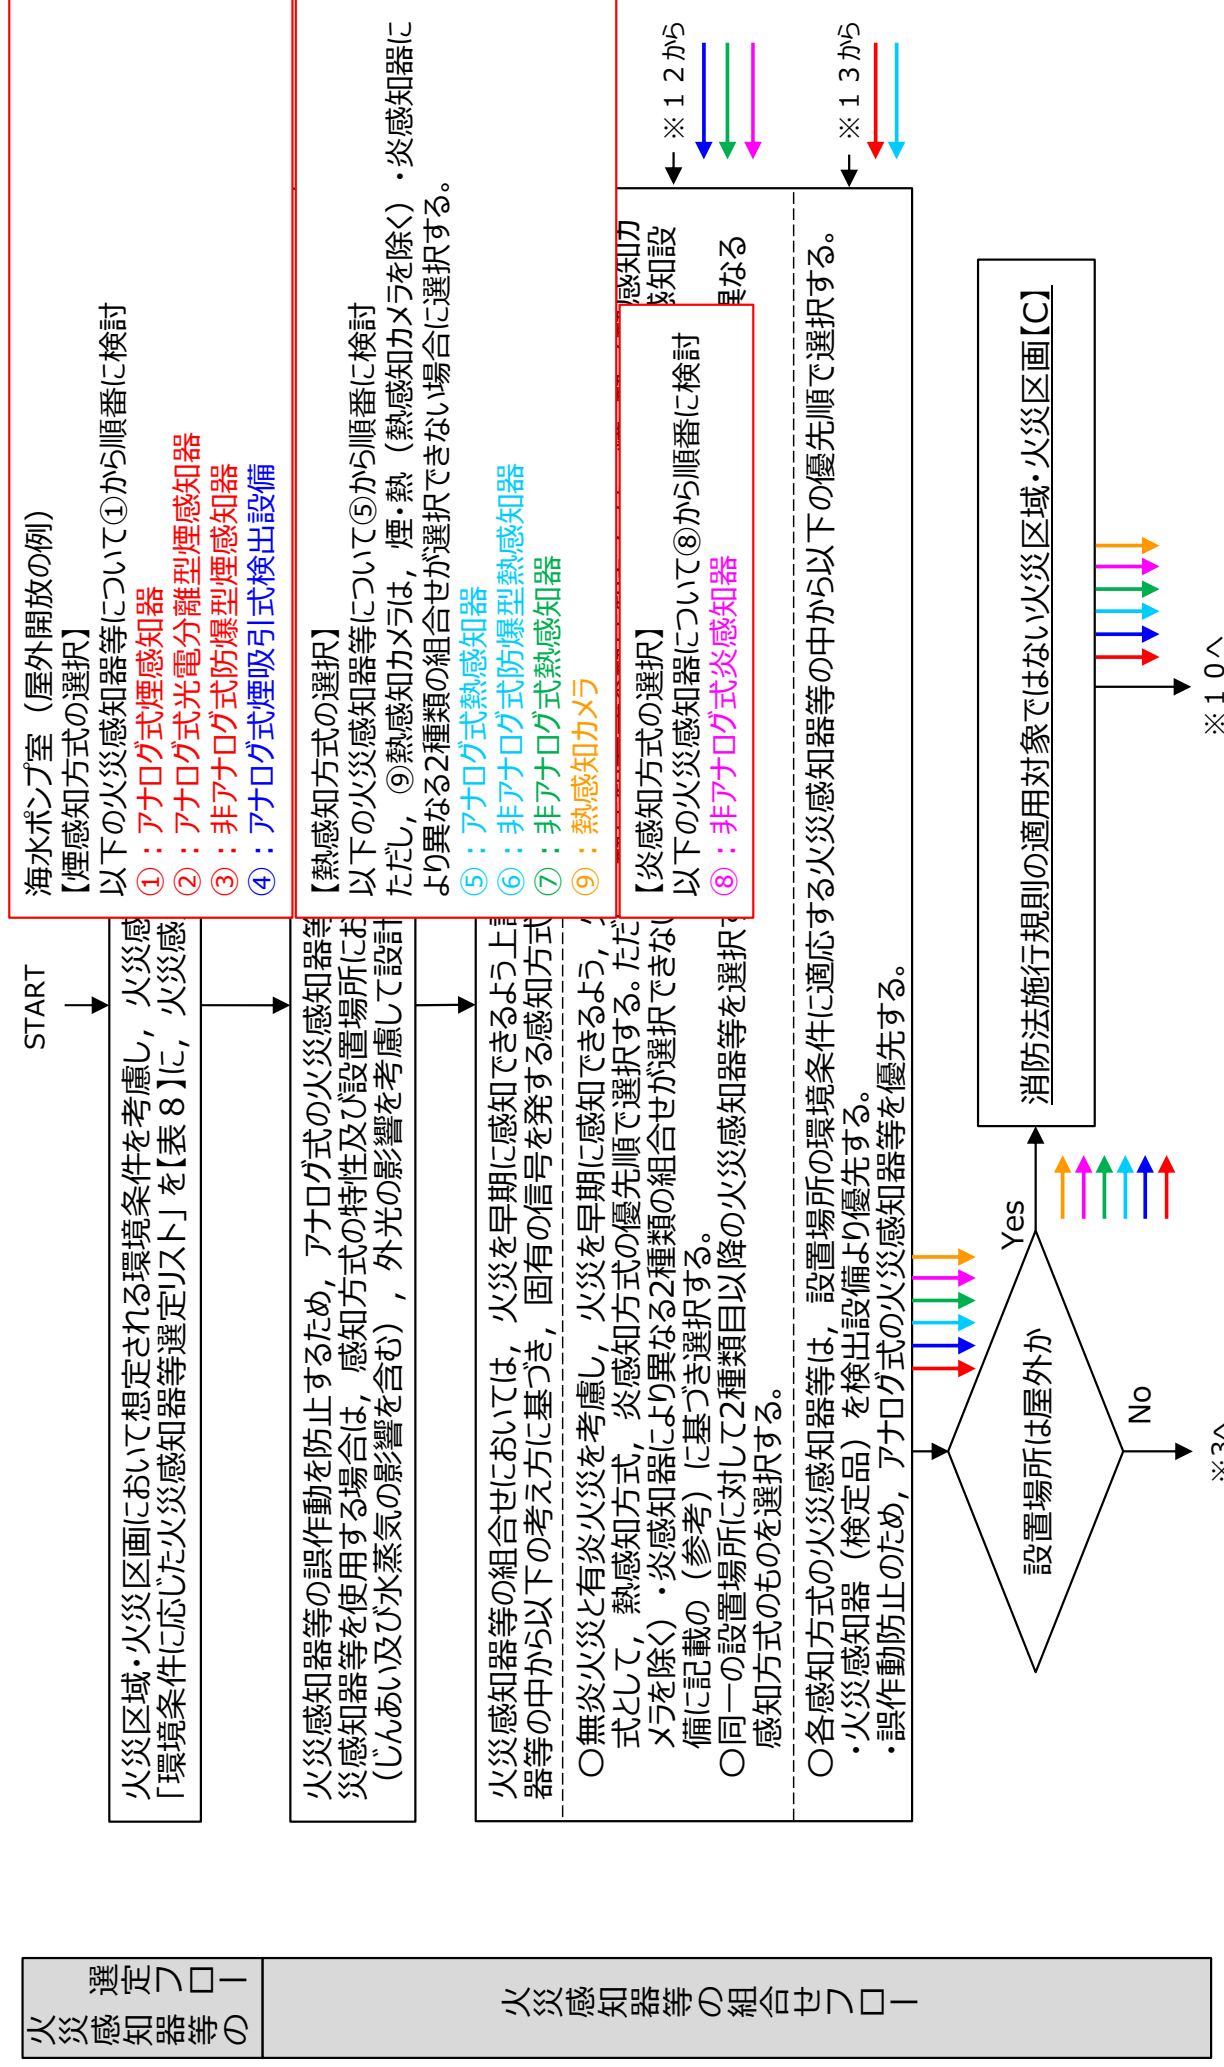 火災感知器等の
選定フロー
火災感知器等の組合せフロー
START
海水ポンプ室（屋外開放の例）
【煙感知方式の選択】
以下の火災感知器等について①から順番に検討
①：アナログ式煙感知器
②：アナログ式光電分離型煙感知器
③：非アナログ式防爆型煙感知器
④：アナログ式煙吸引式検出設備
【熱感知方式の選択】
以下の火災感知器等について⑤から順番に検討
ただし，⑨熱感知カメラは，煙・熱（熱感知カメラを除く）・炎感知器に
より異なる2種類の組合せが選択できない場合に選択する。
⑤：アナログ式熱感知器
⑥：非アナログ式防爆型熱感知器
⑦：非アナログ式熱感知器
⑨：熱感知カメラ
【炎感知方式の選択】
以下の火災感知器について⑧から順番に検討
⑧：非アナログ式炎感知器
火災区域・火災区画において想定される環境条件を考慮し，火災感
「環境条件に応じた火災感知器等選定リスト」を【表８】に，火災感
火災感知器等の誤作動を防止するため，アナログ式の火災感知器等
災感知器等を使用する場合は，感知方式の特性及び設置場所にお
（じんあい及び水蒸気の影響を含む），外光の影響を考慮して設計
火災感知器等の組合せにおいては，火災を早期に感知できるよう上
器等の中から以下の考え方に基づき，固有の信号を発する感知方式
○無炎火災と有炎火災を考慮し，火災を早期に感知できるよう， 感知力
式として，熱感知方式，炎感知方式の優先順で選択する。ただ 感知設
メラを除く）・炎感知器により異なる2種類の組合せが選択できな
備に記載の（参考）に基づき選択する。
○同一の設置場所に対して2種類目以降の火災感知器等を選択 異なる
感知方式のものを選択する。
○各感知方式の火災感知器等は，設置場所の環境条件に適応する火災感知器等の中から以下の優先順で選択する。
・火災感知器（検定品）を検出設備より優先する。
・誤作動防止のため，アナログ式の火災感知器等を優先する。
※１２から
※１３から
設置場所は屋外か
Yes
No
消防法施行規則の適用対象ではない火災区域・火災区画【C】
※１０へ
※3へ